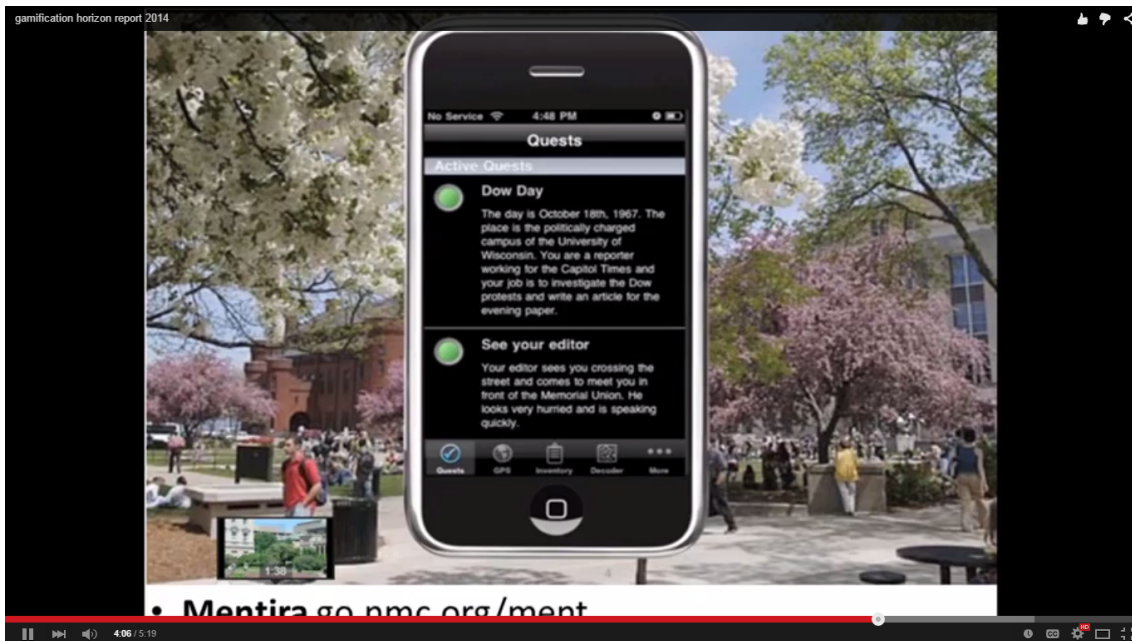 gamification horizon report 2014
No Service 4:48 PM
Quests
Active Quests
Dow Day
The day is October 18th, 1967. The
place is the politically charged
campus of the University of
Wisconsin. You are a reporter
working for the Capitol Times and
your job is to investigate the Dow
protests and write an article for the
evening paper.
See your editor
Your editor sees you crossing the
street and comes to meet you in
front of the Memorial Union. He
looks very hurried and is speaking
quickly.
Quests GPS Inventory Decoder More
1:38
• Mentira go.nmc.org/ment
4:06 / 5:19
CC HD